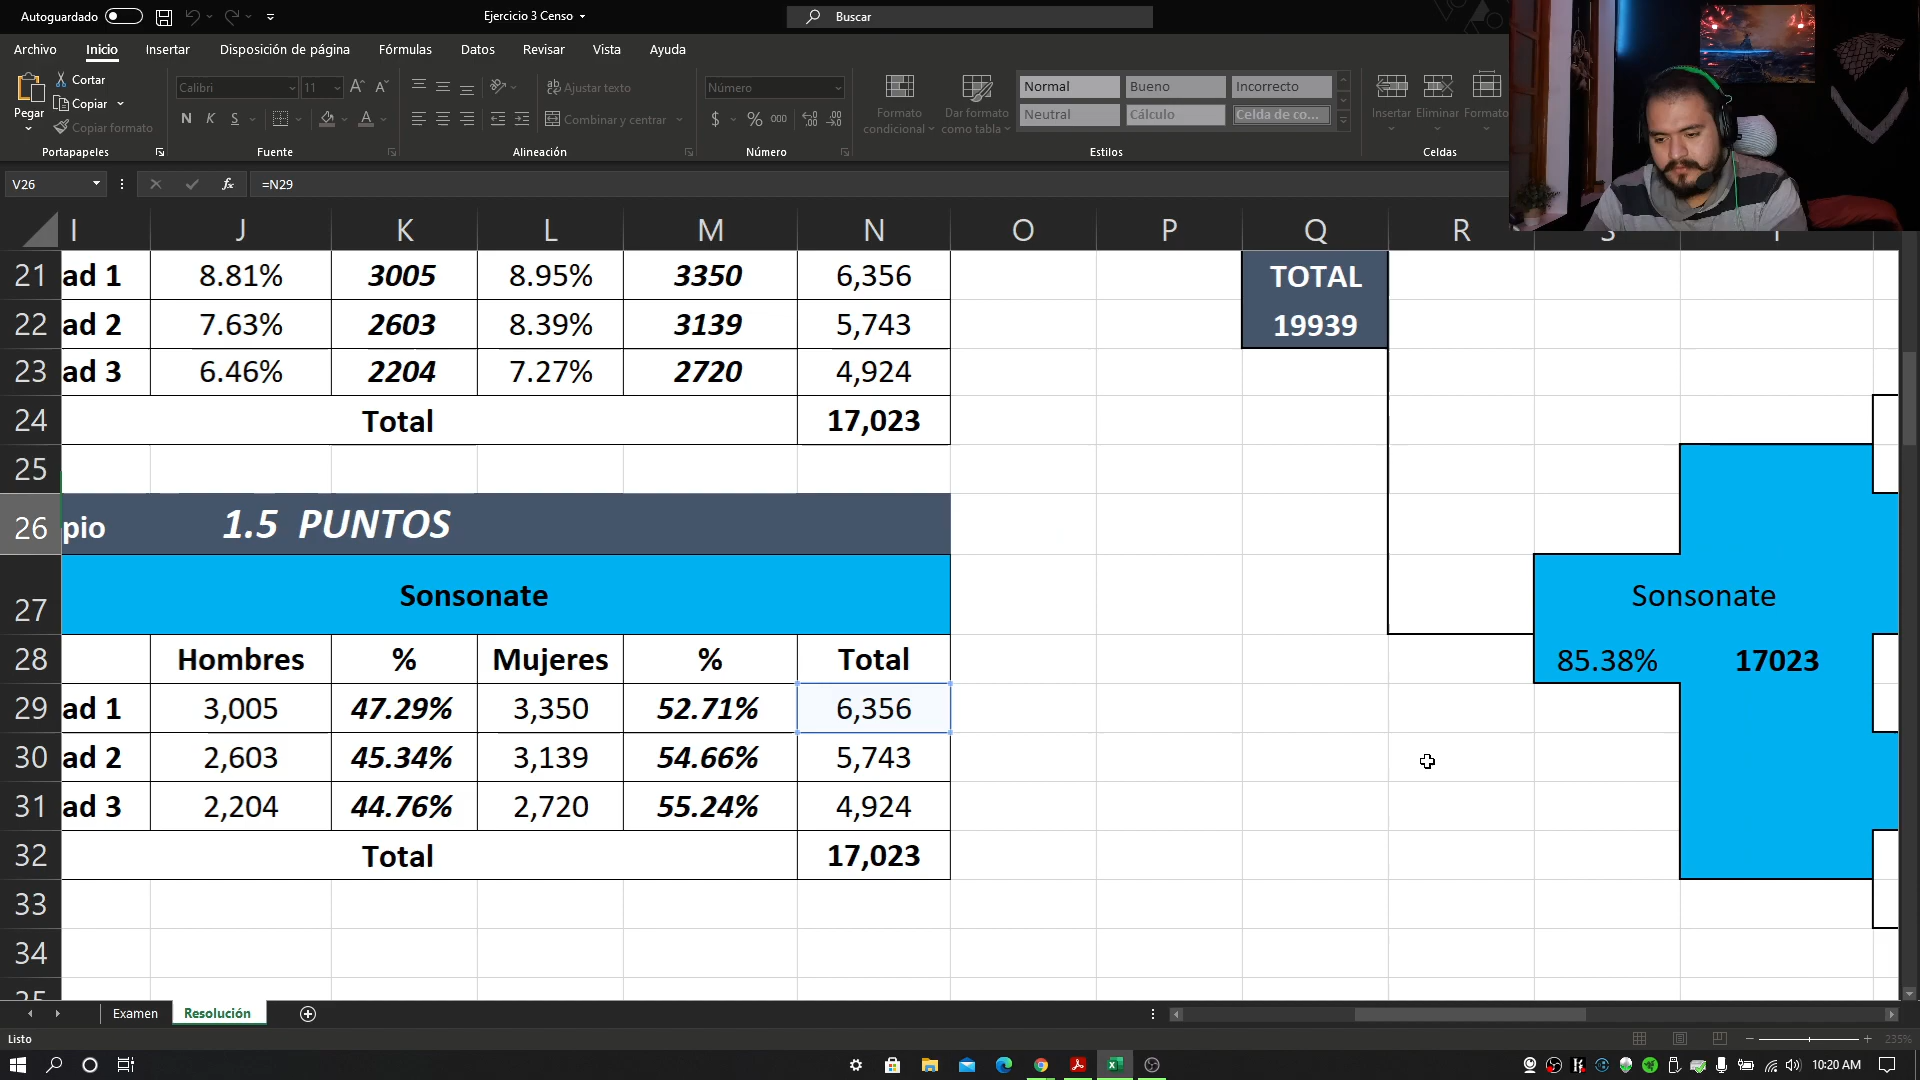 Autoguardado
Ejercicio 3 Censo
Buscar
Archivo Inicio Insertar Disposición de página Fórmulas Datos Revisar Vista Ayuda
Pegar
Cortar
Copiar
Copiar formato
Portapapeles
Calibri 11
N K S
Fuente
Ajustar texto
Combinar y centrar
Alineación
Número
$ % 000
Número
Formato condicional
Dar formato como tabla
Normal Bueno Incorrecto
Neutral Cálculo Celda de co...
Estilos
Insertar Eliminar Formato
Celdas
V26 fx =N29
I J K L M N O P Q R S
21 ad 1 8.81% 3005 8.95% 3350 6,356 TOTAL
22 ad 2 7.63% 2603 8.39% 3139 5,743 19939
23 ad 3 6.46% 2204 7.27% 2720 4,924
24 Total 17,023
25
26 pio 1.5 PUNTOS
27 Sonsonate Sonsonate
28 Hombres % Mujeres % Total 85.38% 17023
29 ad 1 3,005 47.29% 3,350 52.71% 6,356
30 ad 2 2,603 45.34% 3,139 54.66% 5,743
31 ad 3 2,204 44.76% 2,720 55.24% 4,924
32 Total 17,023
33
34
35
Examen Resolución
Listo
235%
10:20 AM